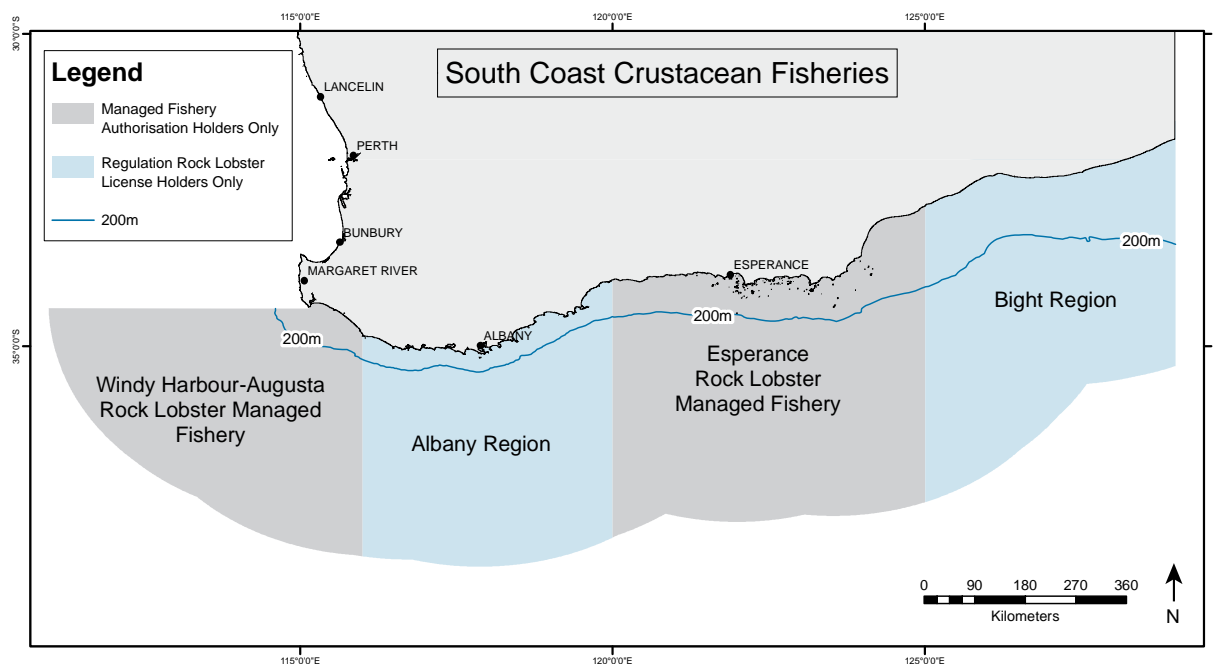 115°0'0"E
120°0'0"E
125°0'0"E
30°0'0"S
South Coast Crustacean Fisheries
Legend
Managed Fishery
Authorisation Holders Only
Regulation Rock Lobster
License Holders Only
200m
LANCELIN
PERTH
BUNBURY
MARGARET RIVER
ESPERANCE
ALBANY
200m
200m
200m
35°0'0"S
Windy Harbour-Augusta
Rock Lobster Managed
Fishery
Albany Region
Esperance
Rock Lobster
Managed Fishery
Bight Region
0 90 180 270 360
Kilometers
N
115°0'0"E
120°0'0"E
125°0'0"E